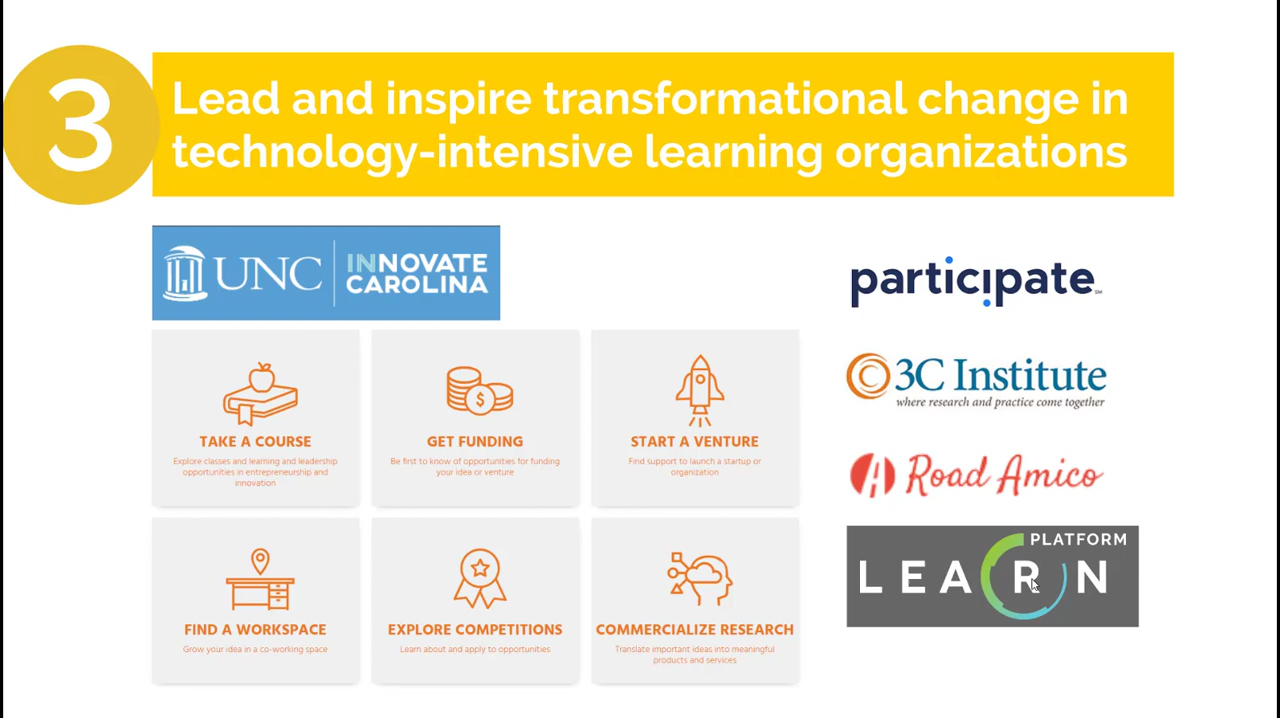 3
Lead and inspire transformational change in
technology-intensive learning organizations
UNC
INNOVATE
CAROLINA
TAKE A COURSE
Explore classes and learning and leadership
opportunities in entrepreneurship and
innovation
GET FUNDING
Be first to know of opportunities for funding
your idea or venture
START A VENTURE
Find support to launch a startup or
organization
FIND A WORKSPACE
Grow your idea in a co-working space
EXPLORE COMPETITIONS
Learn about and apply to opportunities
COMMERCIALIZE RESEARCH
Translate important ideas into meaningful
products and services
participate℠
3C Institute
where research and practice come together
Road Amico
PLATFORM
LEARN